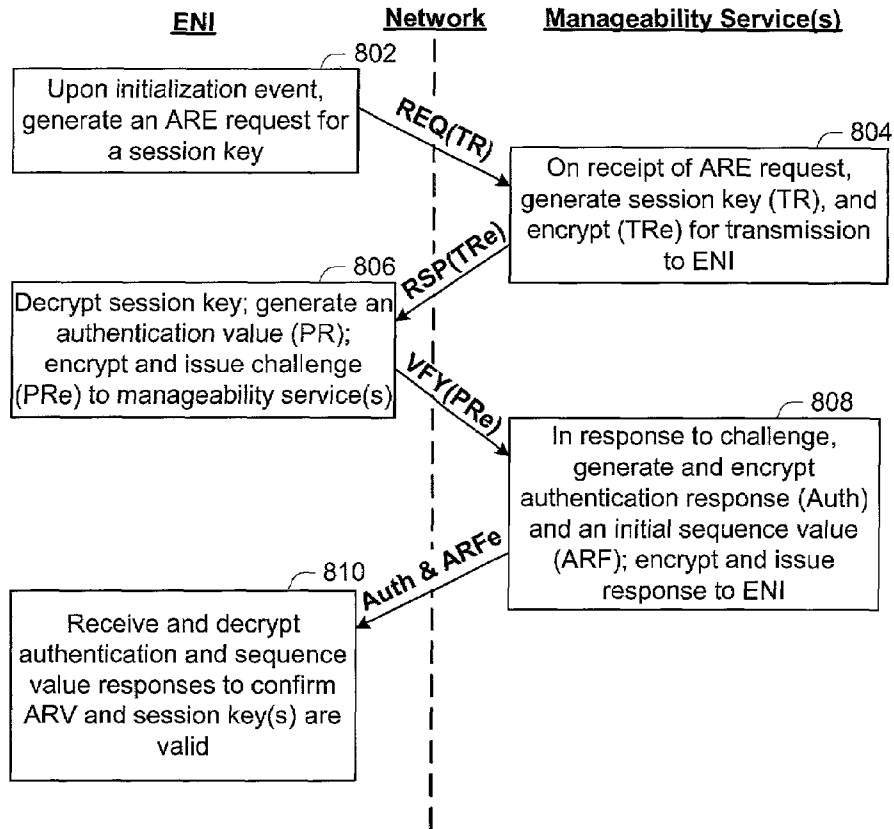 ENI
Network
Manageability Service(s)
802
Upon initialization event,
generate an ARE request for
a session key
REQ(TR)
804
On receipt of ARE request,
generate session key (TR), and
encrypt (TRe) for transmission
to ENI
RSP(TRe)
806
Decrypt session key; generate an
authentication value (PR);
encrypt and issue challenge
(PRe) to manageability service(s)
VFY(PRe)
808
In response to challenge,
generate and encrypt
authentication response (Auth)
and an initial sequence value
(ARF); encrypt and issue
response to ENI
Auth & ARFe
810
Receive and decrypt
authentication and sequence
value responses to confirm
ARV and session key(s) are
valid